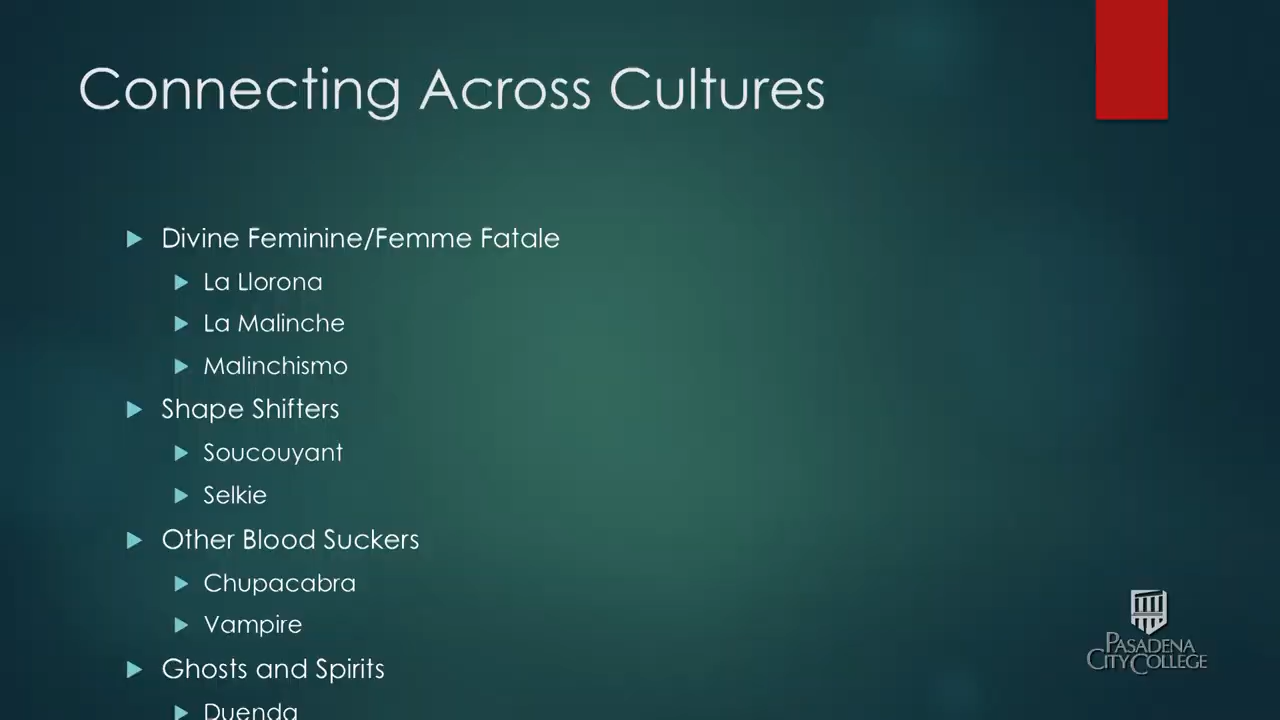 Connecting Across Cultures
Divine Feminine/Femme Fatale
La Llorona
La Malinche
Malinchismo
Shape Shifters
Soucouyant
Selkie
Other Blood Suckers
Chupacabra
Vampire
Ghosts and Spirits
Duenda
PASADENA
CITY COLLEGE